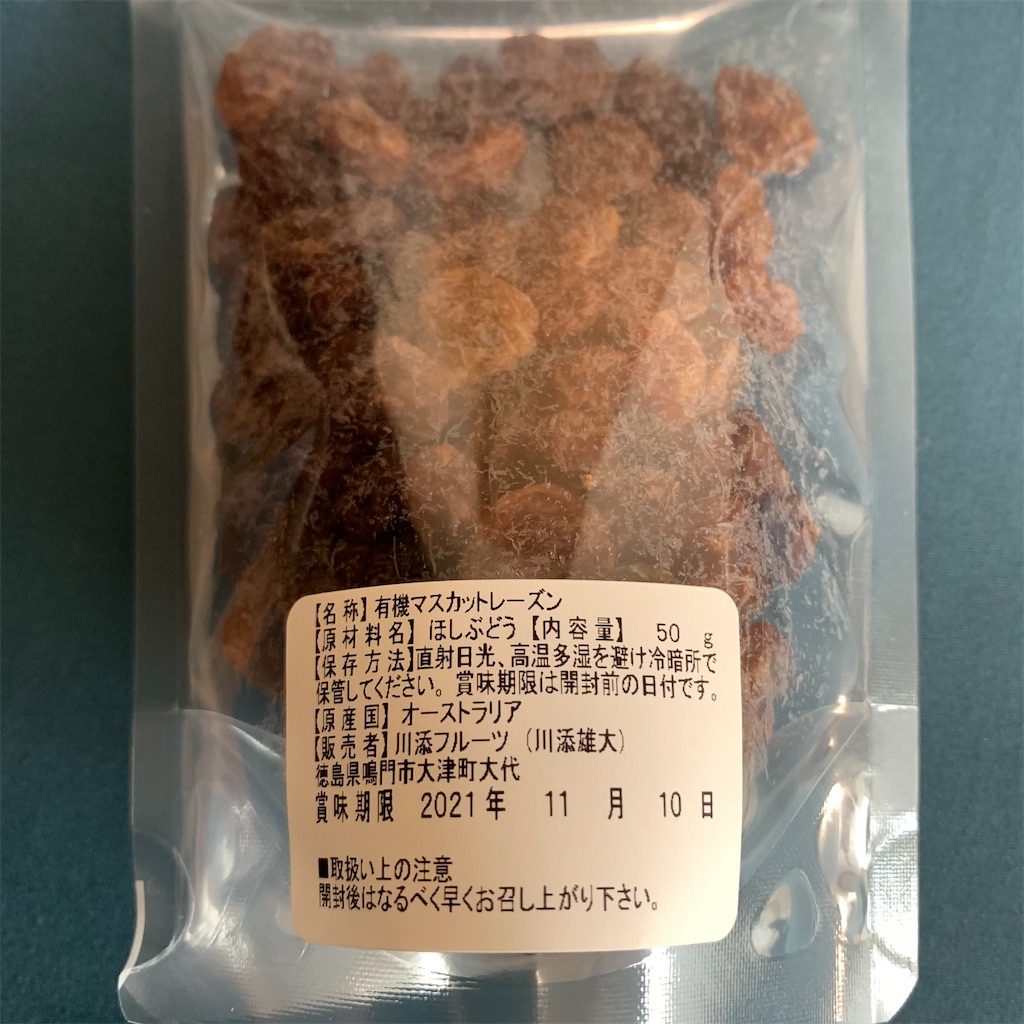 【名称】有機マスカットレーズン
【原材料名】ほしぶどう【内容量】 50 g
【保存方法】直射日光、高温多湿を避け冷暗所で
保管してください。賞味期限は開封前の日付です。
【原産国】オーストラリア
【販売者】川添フルーツ（川添雄大）
徳島県鳴門市大津町大代
賞味期限 2021年 11 月 10 日
■取扱い上の注意
開封後はなるべく早くお召し上がり下さい。